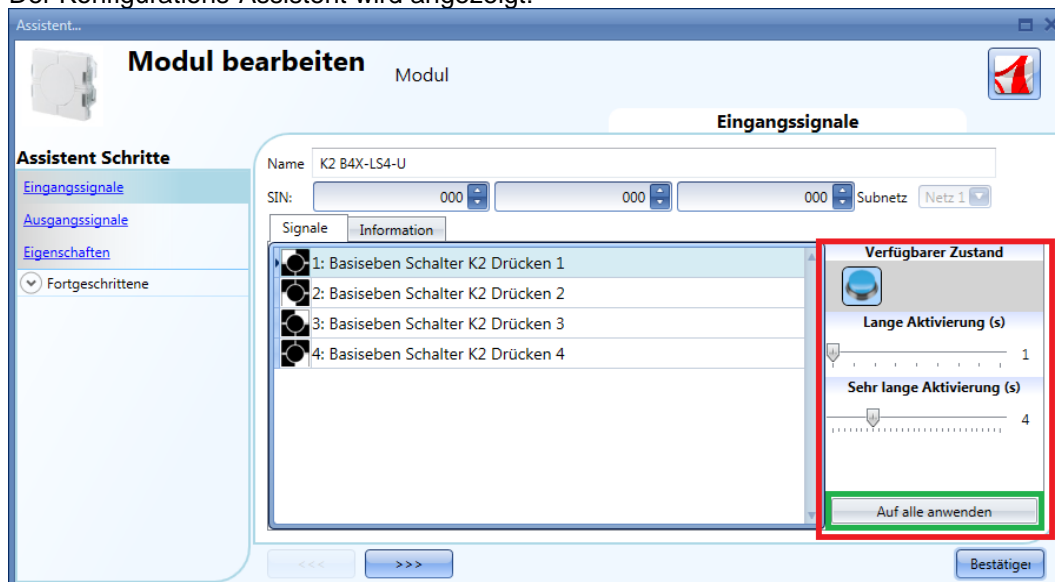 Der Konfigurations-Assistent wird angezeigt.
Assistent...
Modul bearbeiten
Modul
Eingangssignale
Assistent Schritte
Eingangssignale
Ausgangssignale
Eigenschaften
Fortgeschrittene
Name K2 B4X-LS4-U
SIN: 000 000 000 Subnetz Netz 1
Signale Information
1: Basiseben Schalter K2 Drücken 1
2: Basiseben Schalter K2 Drücken 2
3: Basiseben Schalter K2 Drücken 3
4: Basiseben Schalter K2 Drücken 4
Verfügbarer Zustand
Lange Aktivierung (s)
1
Sehr lange Aktivierung (s)
4
Auf alle anwenden
<<< >>> Bestätiger